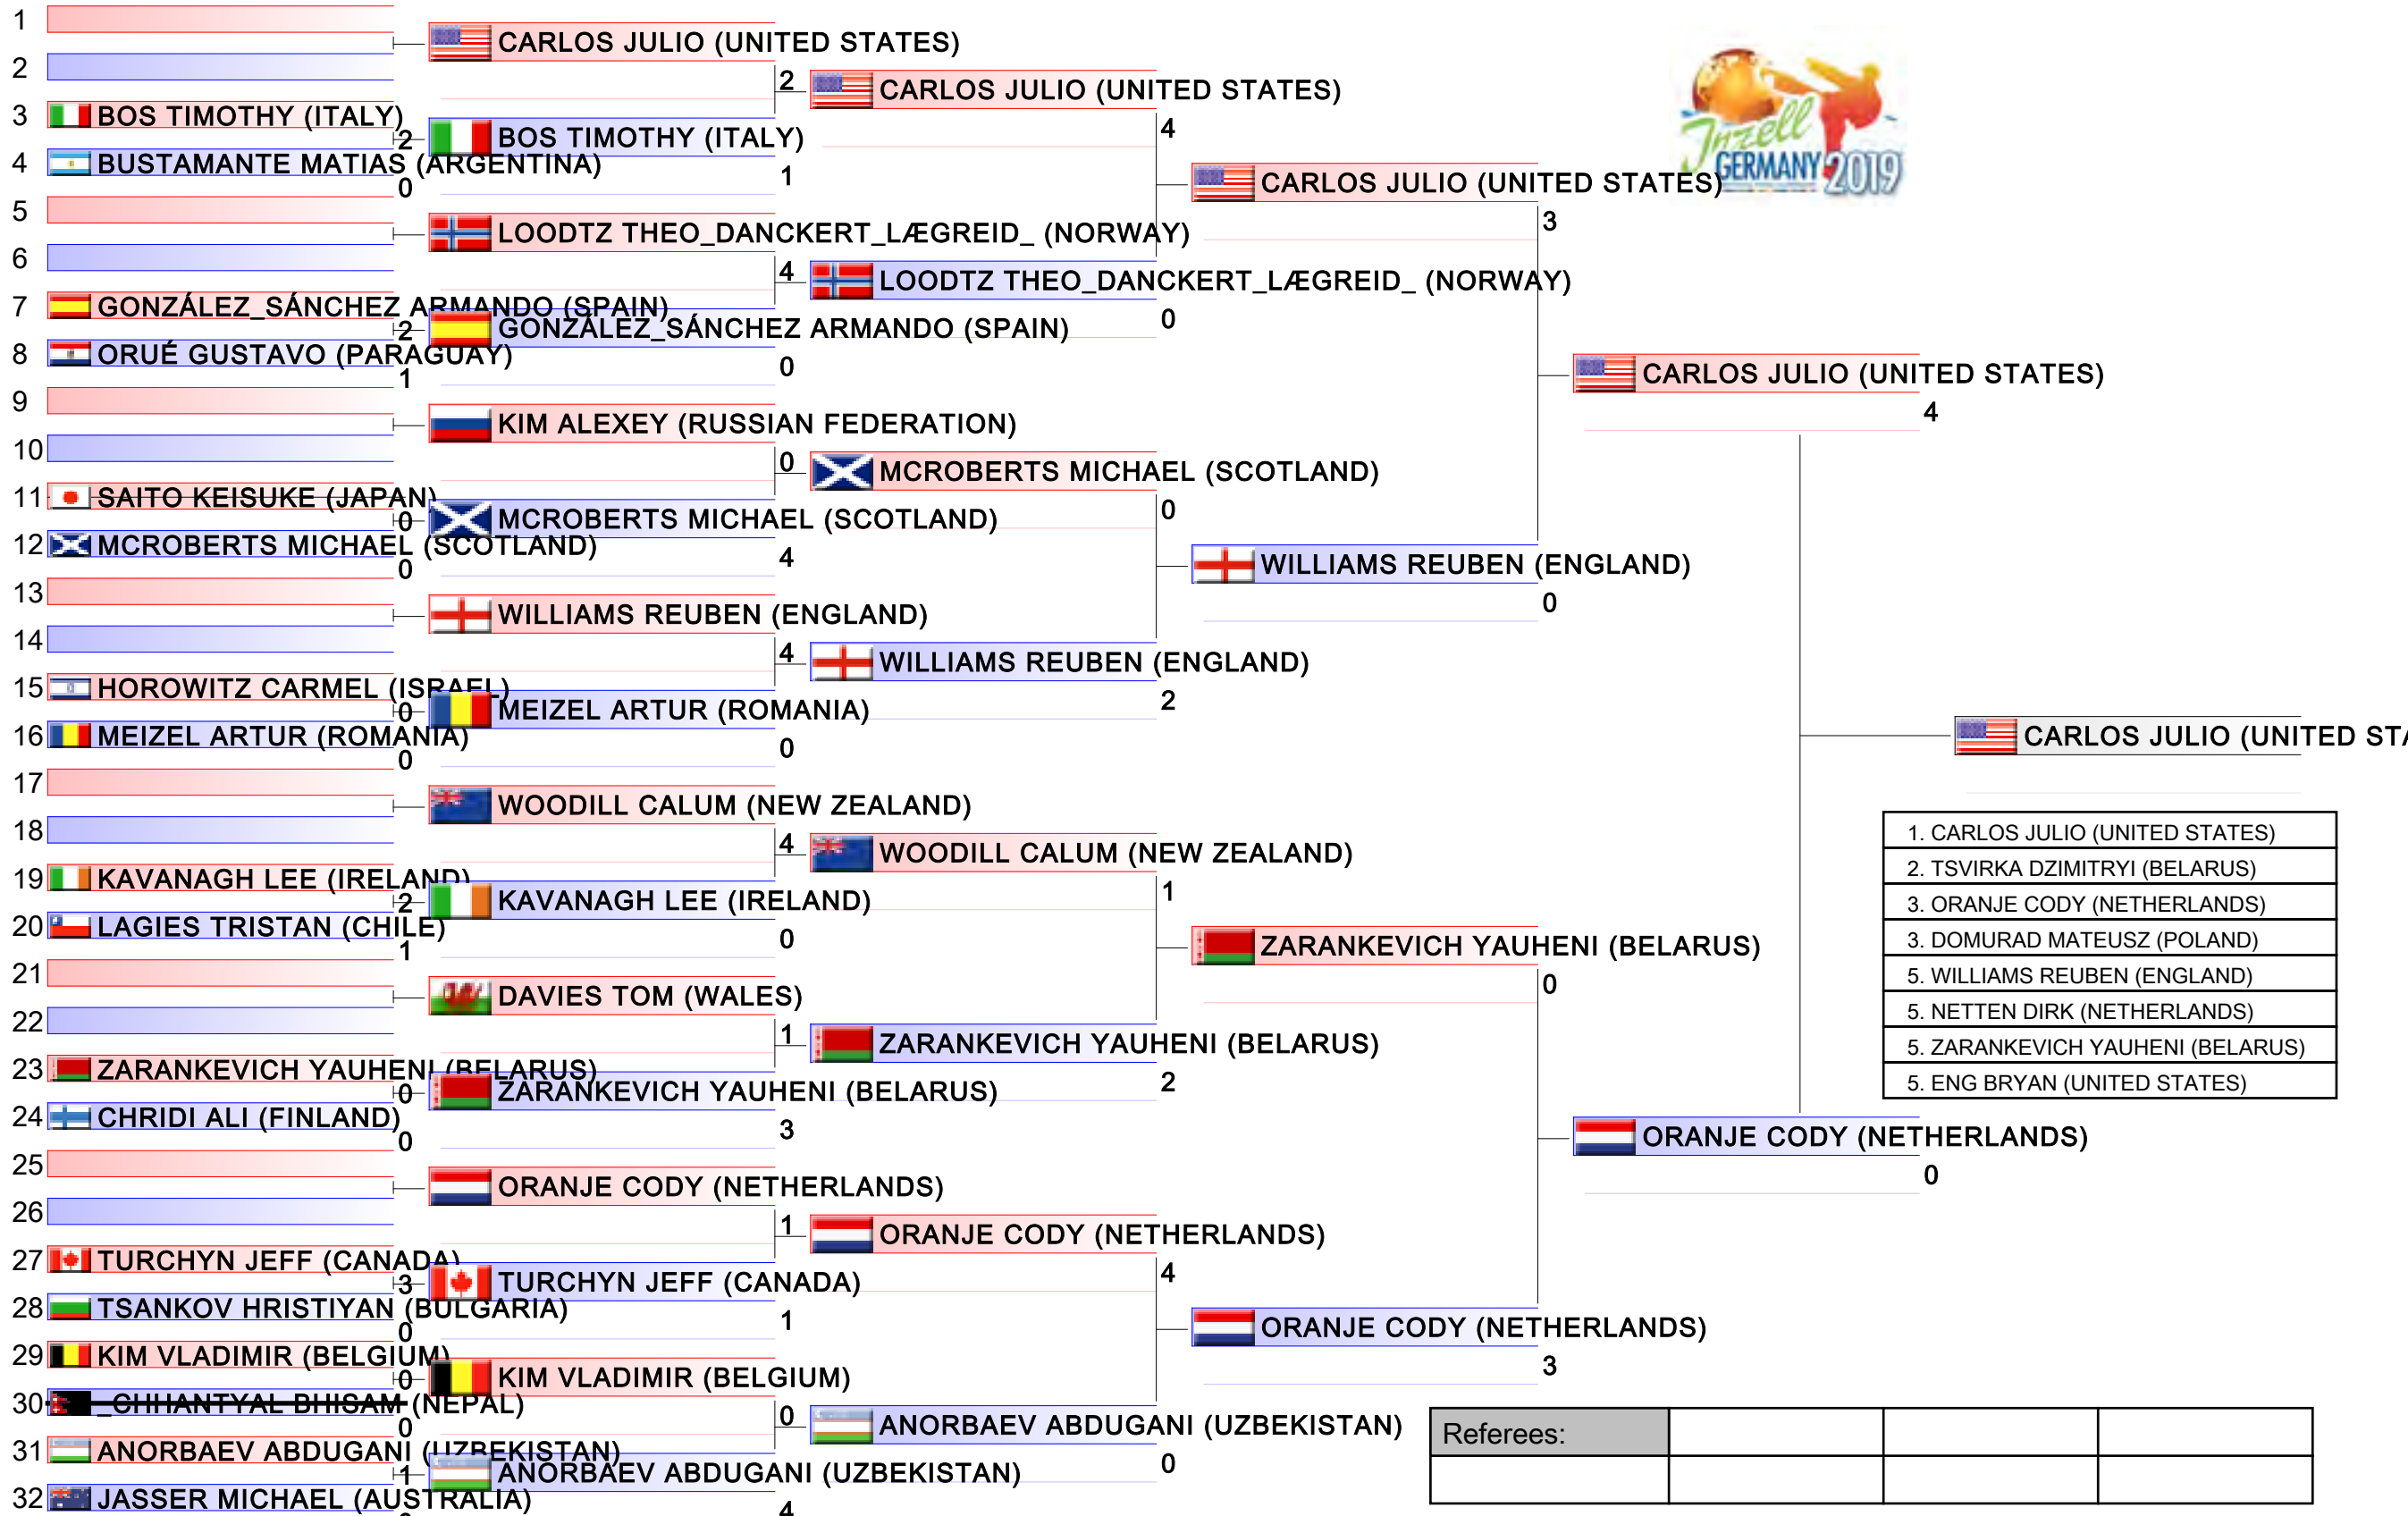 1
CARLOS JULIO (UNITED STATES)
2
2
CARLOS JULIO (UNITED STATES)
3 BOS TIMOTHY (ITALY)
2
BOS TIMOTHY (ITALY)
4
4 BUSTAMANTE MATIAS (ARGENTINA)
0
1
Inzell
GERMANY 2019
CARLOS JULIO (UNITED STATES)
3
5
LOODTZ THEO_DANCKERT_LÆGREID_ (NORWAY)
6
4
LOODTZ THEO_DANCKERT_LÆGREID_ (NORWAY)
0
7 GONZÁLEZ_SÁNCHEZ ARMANDO (SPAIN)
2
GONZÁLEZ_SÁNCHEZ ARMANDO (SPAIN)
8 ORUÉ GUSTAVO (PARAGUAY)
1
0
CARLOS JULIO (UNITED STATES)
4
9
KIM ALEXEY (RUSSIAN FEDERATION)
10
0
MCROBERTS MICHAEL (SCOTLAND)
0
11 SAITO KEISUKE (JAPAN)
0
MCROBERTS MICHAEL (SCOTLAND)
12 MCROBERTS MICHAEL (SCOTLAND)
0
4
WILLIAMS REUBEN (ENGLAND)
0
13
WILLIAMS REUBEN (ENGLAND)
14
4
WILLIAMS REUBEN (ENGLAND)
2
15 HOROWITZ CARMEL (ISRAEL)
0
MEIZEL ARTUR (ROMANIA)
16 MEIZEL ARTUR (ROMANIA)
0
0
CARLOS JULIO (UNITED STA
17
WOODILL CALUM (NEW ZEALAND)
18
4
WOODILL CALUM (NEW ZEALAND)
1
19 KAVANAGH LEE (IRELAND)
2
KAVANAGH LEE (IRELAND)
20 LAGIES TRISTAN (CHILE)
1
0
ZARANKEVICH YAUHENI (BELARUS)
0
21
DAVIES TOM (WALES)
22
1
ZARANKEVICH YAUHENI (BELARUS)
2
23 ZARANKEVICH YAUHENI (BELARUS)
0
ZARANKEVICH YAUHENI (BELARUS)
24 CHRIDI ALI (FINLAND)
0
3
1. CARLOS JULIO (UNITED STATES)
2. TSVIRKA DZIMITRYI (BELARUS)
3. ORANJE CODY (NETHERLANDS)
3. DOMURAD MATEUSZ (POLAND)
5. WILLIAMS REUBEN (ENGLAND)
5. NETTEN DIRK (NETHERLANDS)
5. ZARANKEVICH YAUHENI (BELARUS)
5. ENG BRYAN (UNITED STATES)
ORANJE CODY (NETHERLANDS)
0
25
ORANJE CODY (NETHERLANDS)
26
1
ORANJE CODY (NETHERLANDS)
4
27 TURCHYN JEFF (CANADA)
3
TURCHYN JEFF (CANADA)
28 TSANKOV HRISTIYAN (BULGARIA)
0
1
ORANJE CODY (NETHERLANDS)
3
29 KIM VLADIMIR (BELGIUM)
0
KIM VLADIMIR (BELGIUM)
30 _CHHANTYAL BHISAM (NEPAL)
0
0
ANORBAEV ABDUGANI (UZBEKISTAN)
0
31 ANORBAEV ABDUGANI (UZBEKISTAN)
1
ANORBAEV ABDUGANI (UZBEKISTAN)
32 JASSER MICHAEL (AUSTRALIA)
4
Referees: